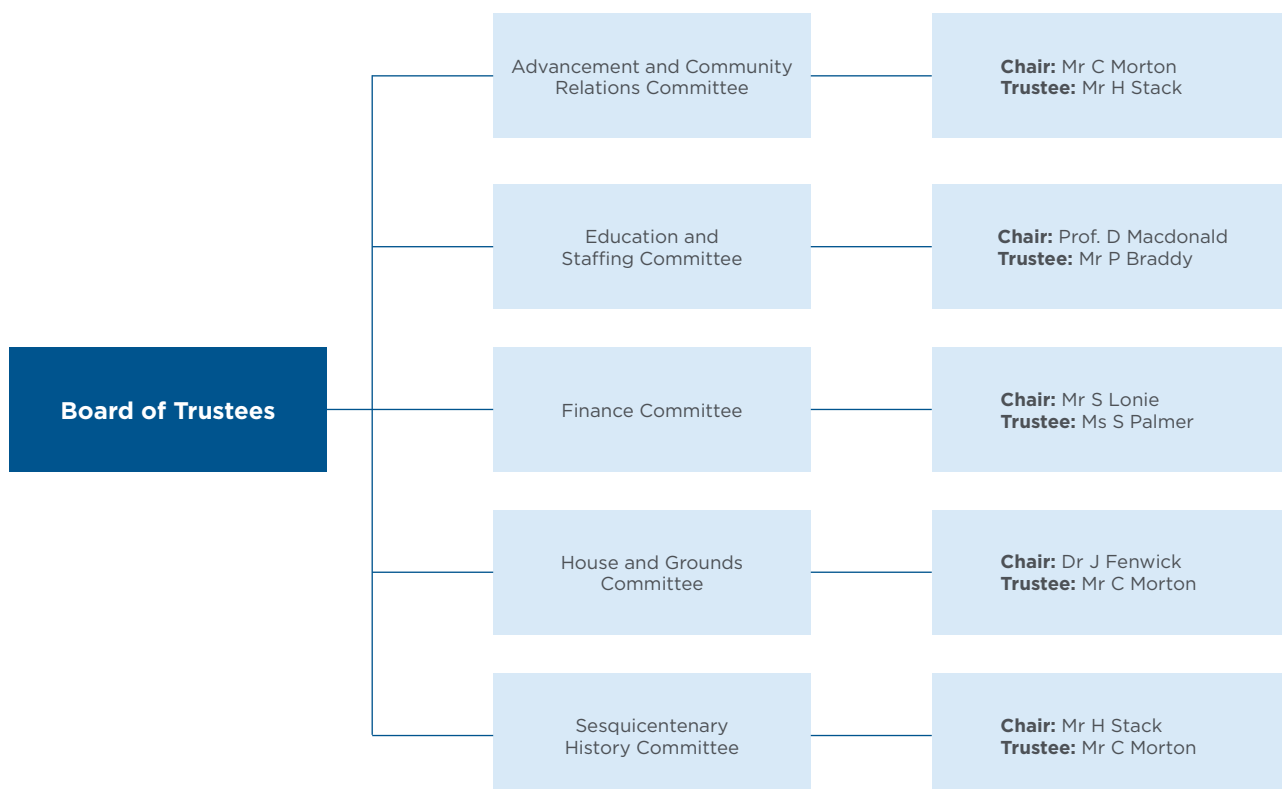 Advancement and Community
Relations Committee
Chair: Mr C Morton
Trustee: Mr H Stack
Education and
Staffing Committee
Chair: Prof. D Macdonald
Trustee: Mr P Braddy
Board of Trustees
Finance Committee
Chair: Mr S Lonie
Trustee: Ms S Palmer
House and Grounds
Committee
Chair: Dr J Fenwick
Trustee: Mr C Morton
Sesquicentenary
History Committee
Chair: Mr H Stack
Trustee: Mr C Morton